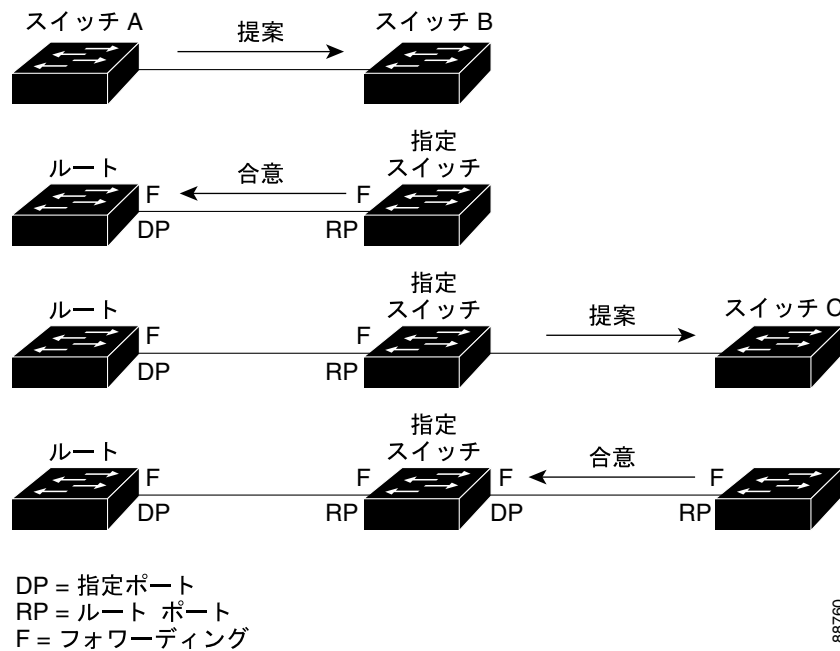 スイッチ A
提案
スイッチ B
ルート
F
合意
F
指定
スイッチ
DP
RP
ルート
F
F
指定
スイッチ
提案
スイッチ C
DP
RP
ルート
F
F
指定
スイッチ
F
合意
F
DP
RP
DP
RP
DP = 指定ポート
RP = ルート ポート
F = フォワーディング
88760